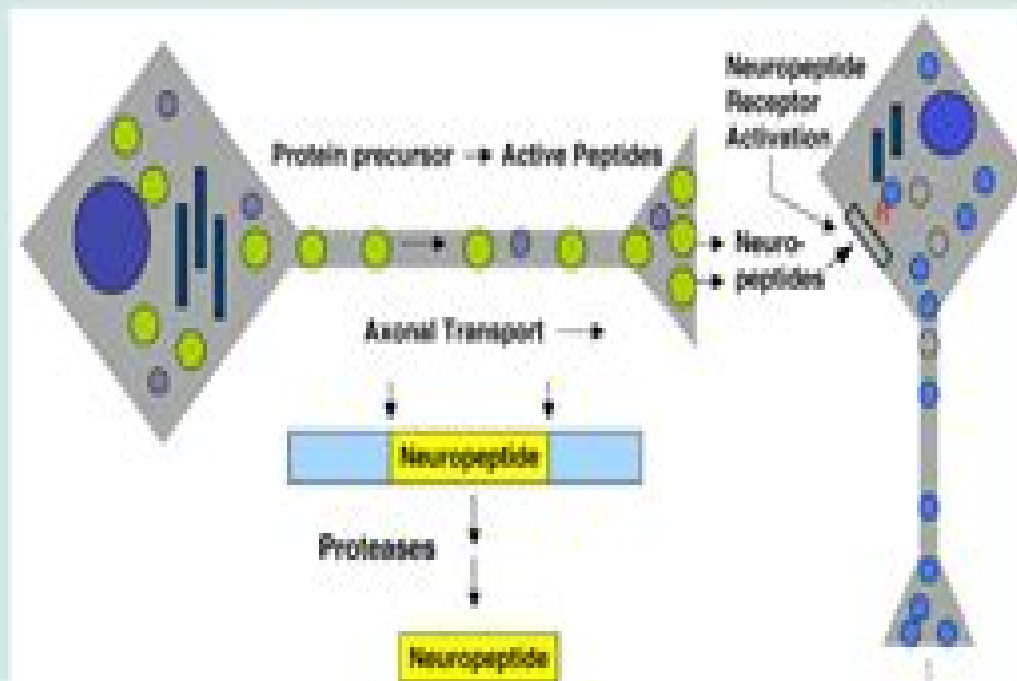 Neuropeptide
Receptor
Activation
Protein precursor → Active Peptides
Neuro-
peptides
Axonal Transport →
Neuropeptide
Proteases
Neuropeptide